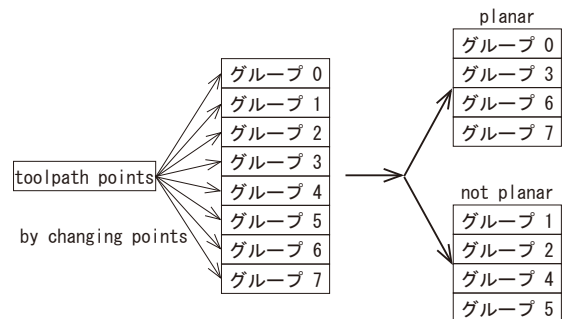 toolpath points
by changing points
グループ 0
グループ 1
グループ 2
グループ 3
グループ 4
グループ 5
グループ 6
グループ 7
planar
グループ 0
グループ 3
グループ 6
グループ 7
not planar
グループ 1
グループ 2
グループ 4
グループ 5